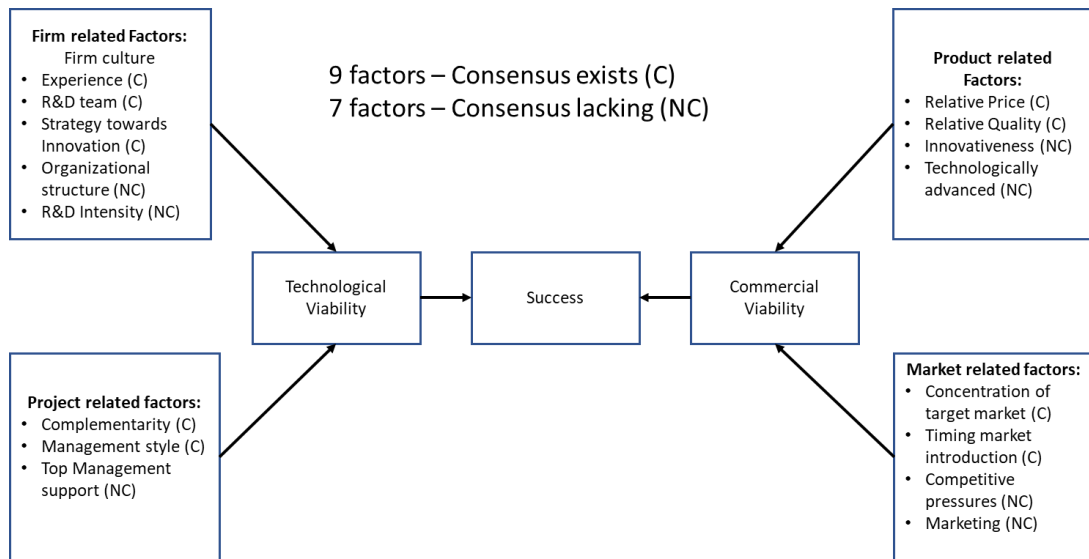 Firm related Factors:
Firm culture
• Experience (C)
• R&D team (C)
• Strategy towards
Innovation (C)
• Organizational
structure (NC)
• R&D Intensity (NC)
9 factors – Consensus exists (C)
7 factors – Consensus lacking (NC)
Product related
Factors:
• Relative Price (C)
• Relative Quality (C)
• Innovativeness (NC)
• Technologically
advanced (NC)
Technological
Viability
Success
Commercial
Viability
Project related factors:
• Complementarity (C)
• Management style (C)
• Top Management
support (NC)
Market related factors:
• Concentration of
target market (C)
• Timing market
introduction (C)
• Competitive
pressures (NC)
• Marketing (NC)